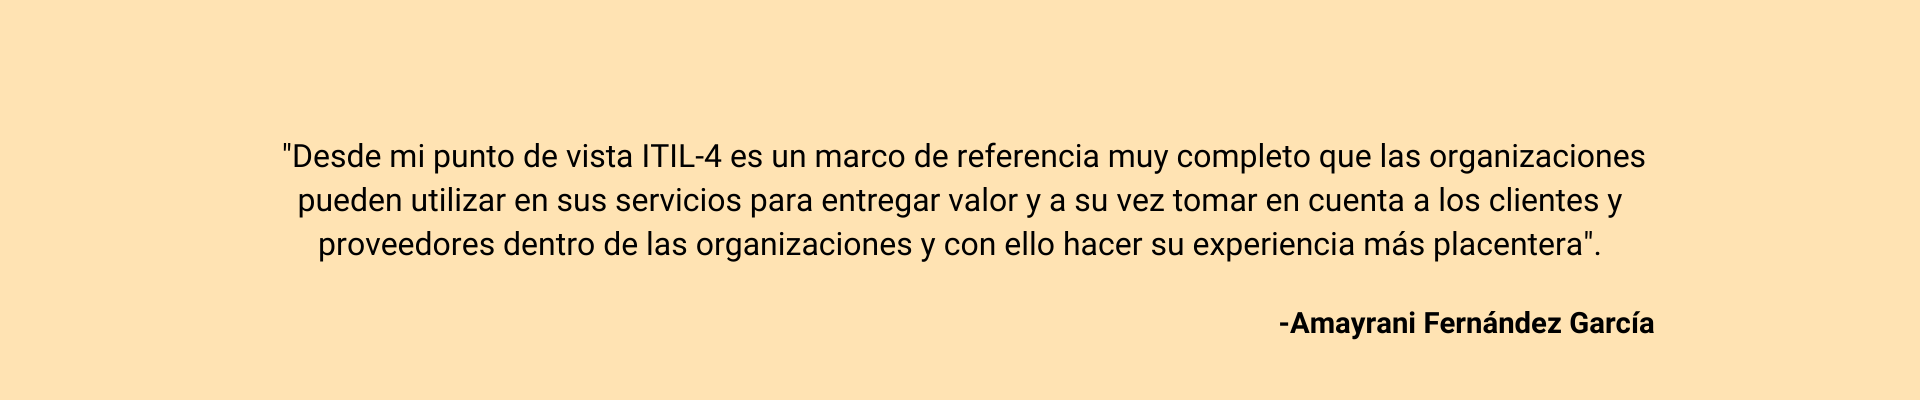 "Desde mi punto de vista ITIL-4 es un marco de referencia muy completo que las organizaciones
pueden utilizar en sus servicios para entregar valor y a su vez tomar en cuenta a los clientes y
proveedores dentro de las organizaciones y con ello hacer su experiencia más placentera".
-Amayrani Fernández García